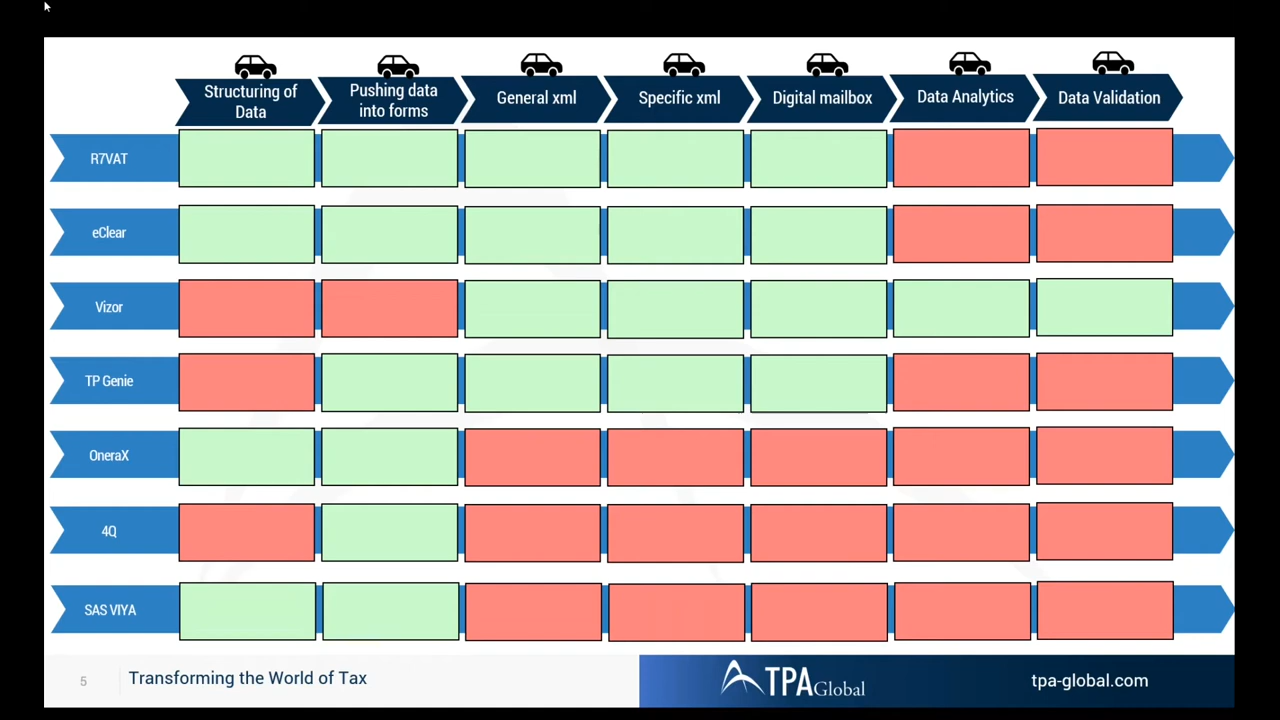 Structuring of
Data
Pushing data
into forms
General xml
Specific xml
Digital mailbox
Data Analytics
Data Validation
R7VAT
eClear
Vizor
TP Genie
OneraX
4Q
SAS VIYA
5
Transforming the World of Tax
TPA Global
tpa-global.com